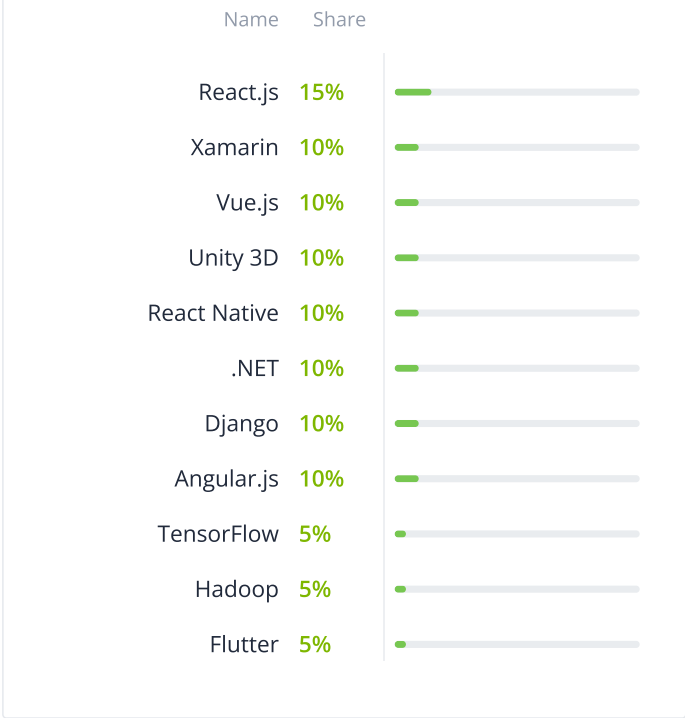 Name Share
React.js 15%
Xamarin 10%
Vue.js 10%
Unity 3D 10%
React Native 10%
.NET 10%
Django 10%
Angular.js 10%
TensorFlow 5%
Hadoop 5%
Flutter 5%